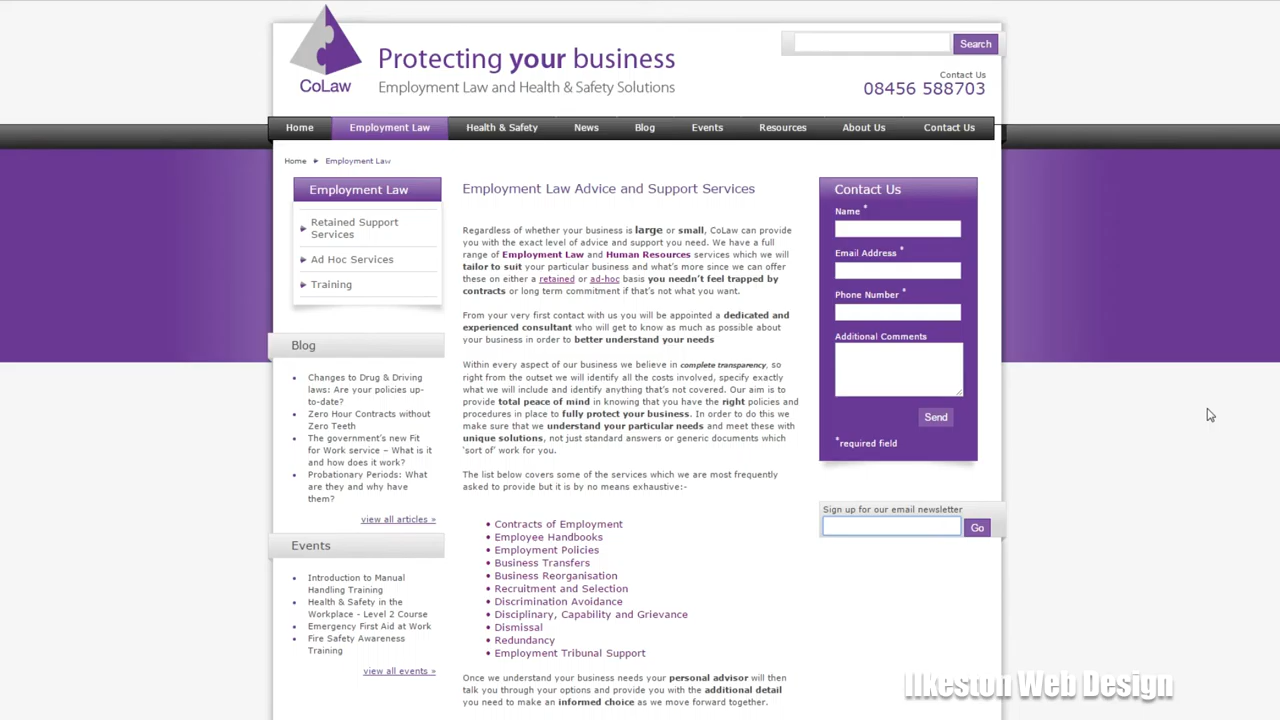 CoLaw
Protecting your business
Employment Law and Health & Safety Solutions
Search
Contact Us
08456 588703
Home
Employment Law
Health & Safety
News
Blog
Events
Resources
About Us
Contact Us
Home
Employment Law
Employment Law
Retained Support
Services
Ad Hoc Services
Training
Blog
• Changes to Drug & Driving
laws: Are your policies up-
to-date?
• Zero Hour Contracts without
Zero Teeth
• The government's new Fit
for Work service – What is it
and how does it work?
• Probationary Periods: What
are they and why have
them?
view all articles »
Events
• Introduction to Manual
Handling Training
• Health & Safety in the
Workplace - Level 2 Course
• Emergency First Aid at Work
• Fire Safety Awareness
Training
view all events »
Employment Law Advice and Support Services
Regardless of whether your business is large or small, CoLaw can provide
you with the exact level of advice and support you need. We have a full
range of Employment Law and Human Resources services which we will
tailor to suit your particular business and what's more since we can offer
these on either a retained or ad-hoc basis you needn't feel trapped by
contracts or long term commitment if that's not what you want.
From your very first contact with us you will be appointed a dedicated and
experienced consultant who will get to know as much as possible about
your business in order to better understand your needs
Within every aspect of our business we believe in complete transparency, so
right from the outset we will identify all the costs involved, specify exactly
what we will include and identify anything that's not covered. Our aim is to
provide total peace of mind in knowing that you have the right policies and
procedures in place to fully protect your business. In order to do this we
make sure that we understand your particular needs and meet these with
unique solutions, not just standard answers or generic documents which
'sort of' work for you.
The list below covers some of the services which we are most frequently
asked to provide but it is by no means exhaustive:-
• Contracts of Employment
• Employee Handbooks
• Employment Policies
• Business Transfers
• Business Reorganisation
• Recruitment and Selection
• Discrimination Avoidance
• Disciplinary, Capability and Grievance
• Dismissal
• Redundancy
• Employment Tribunal Support
Once we understand your business needs your personal advisor will then
talk you through your options and provide you with the additional detail
you need to make an informed choice as we move forward together.
Contact Us
Name *
Email Address *
Phone Number *
Additional Comments
Send
*required field
Sign up for our email newsletter
Go
Ilkeston Web Design